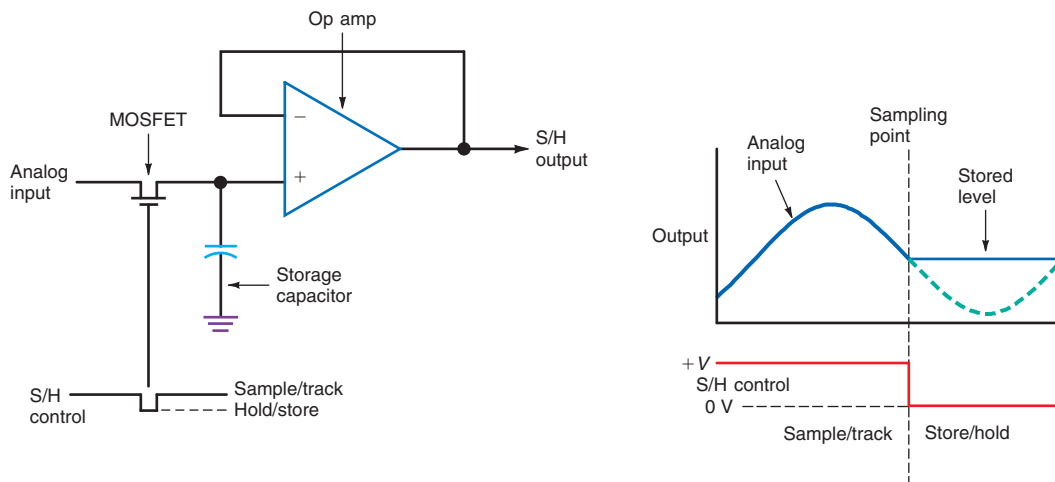 Op amp
MOSFET
Analog
input
−
+
S/H
output
Storage
capacitor
S/H
control
Sample/track
Hold/store
Sampling
point
Analog
input
Stored
level
Output
+V
S/H control
0 V
Sample/track
Store/hold